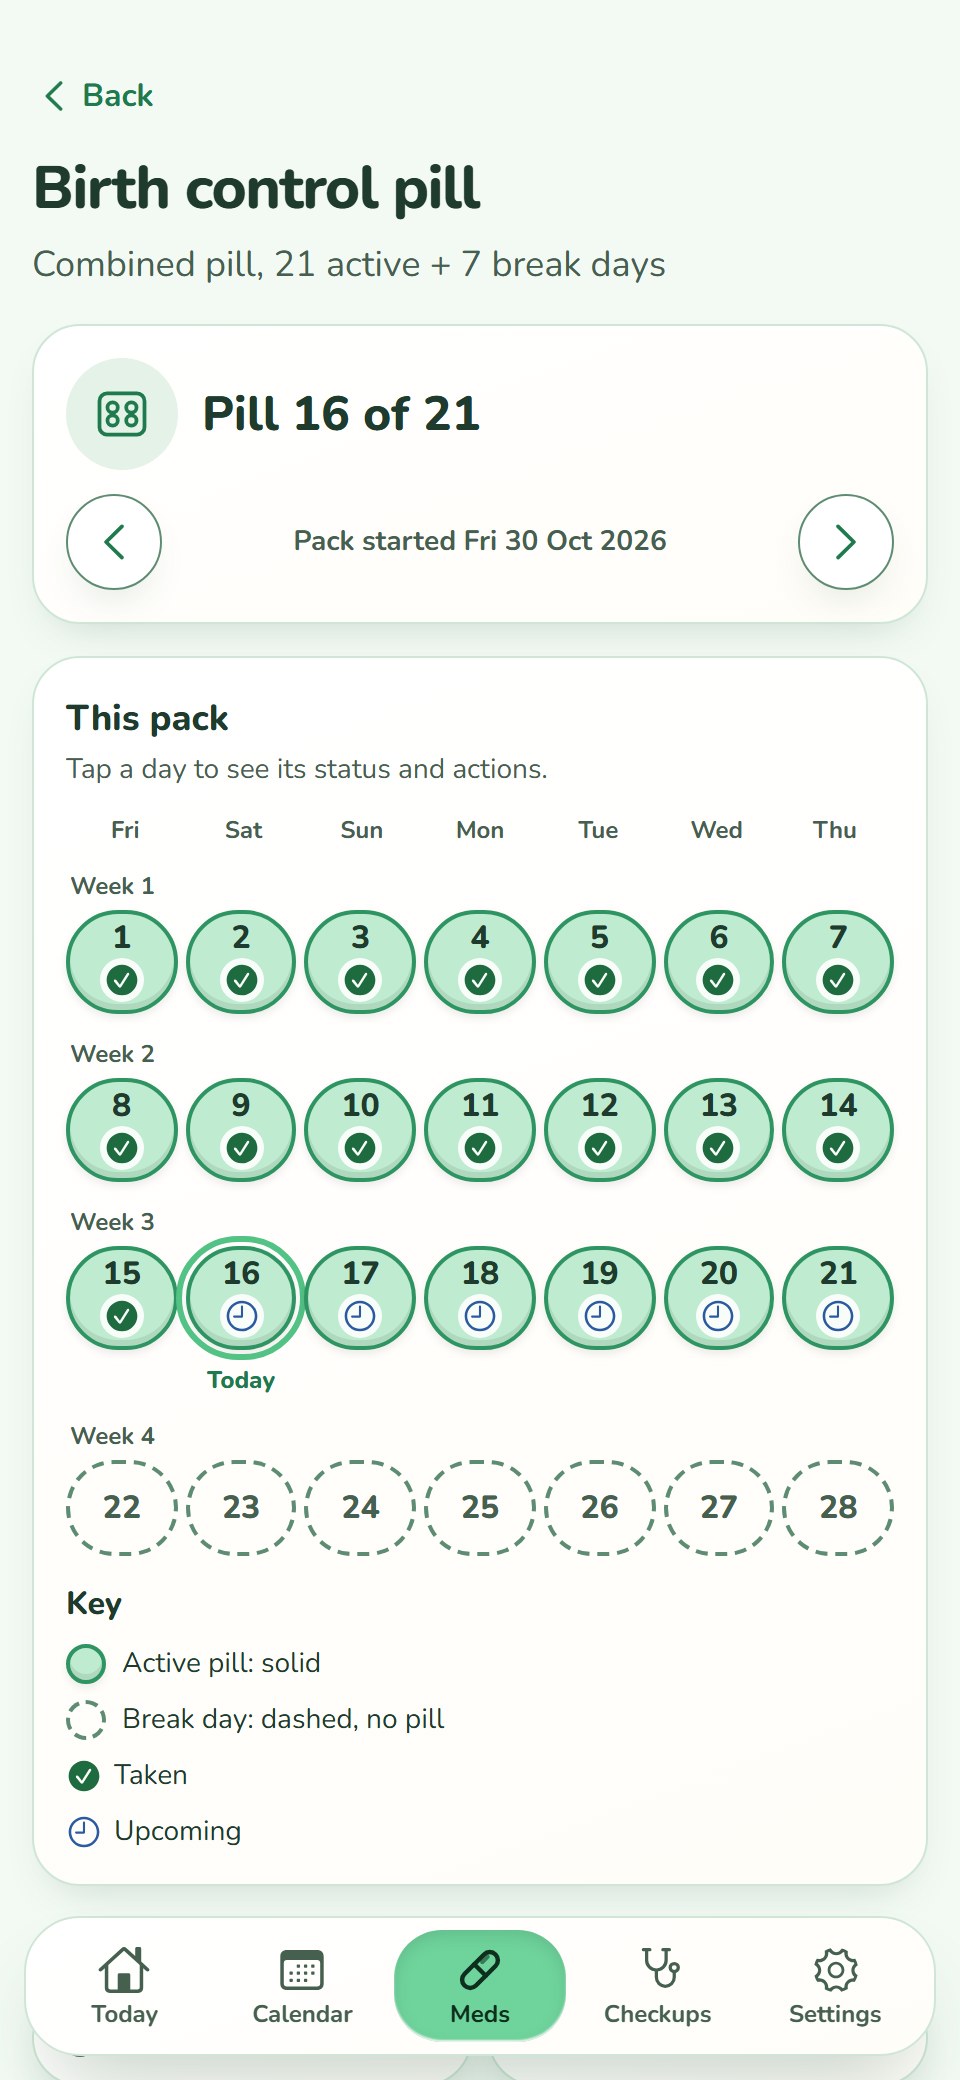 Back
Birth control pill
Combined pill, 21 active + 7 break days
Pill 16 of 21
Pack started Fri 30 Oct 2026
This pack
Tap a day to see its status and actions.
Fri Sat Sun Mon Tue Wed Thu
Week 1
1 2 3 4 5 6 7
Week 2
8 9 10 11 12 13 14
Week 3
15 16 17 18 19 20 21
Today
Week 4
22 23 24 25 26 27 28
Key
Active pill: solid
Break day: dashed, no pill
Taken
Upcoming
Today Calendar Meds Checkups Settings